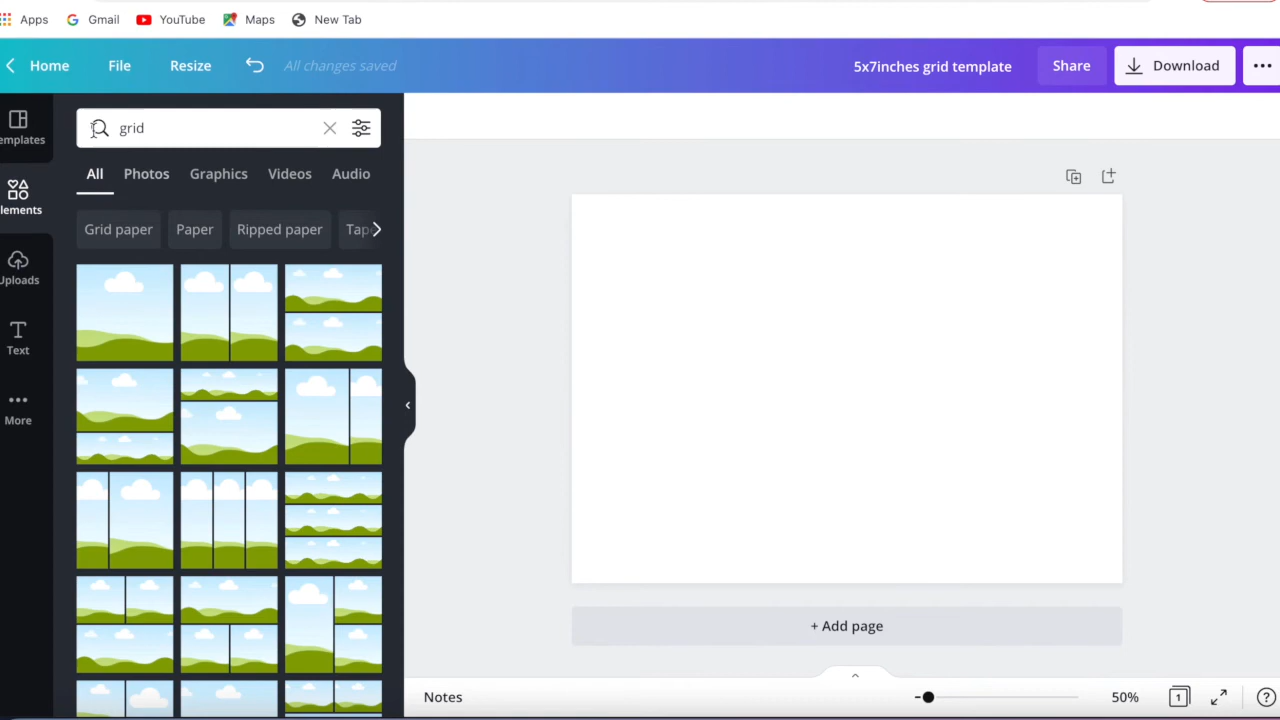 Apps Gmail YouTube Maps New Tab
Home File Resize All changes saved 5x7inches grid template Share Download
grid
All Photos Graphics Videos Audio
Grid paper Paper Ripped paper Tap
emplates
lements
Uploads
Text
More
+ Add page
Notes 50% 1 ?